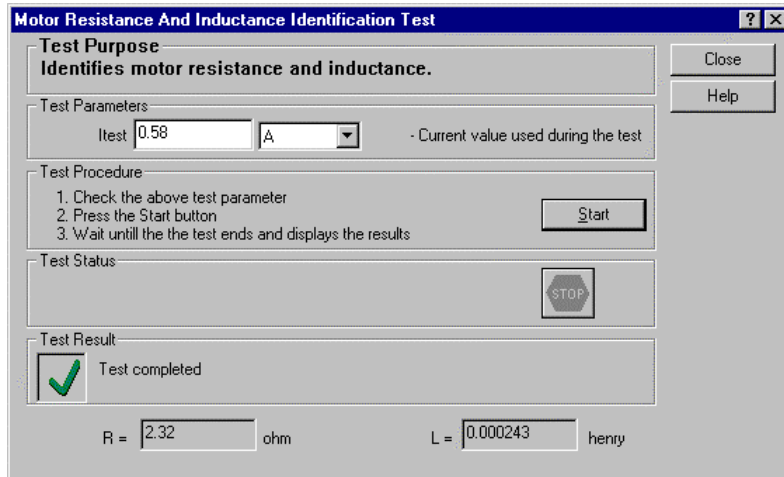 Motor Resistance And Inductance Identification Test
Test Purpose
Identifies motor resistance and inductance.
Close
Help
Test Parameters
Itest 0.58 A - Current value used during the test
Test Procedure
1. Check the above test parameter
2. Press the Start button
3. Wait untill the the test ends and displays the results
Start
Test Status
STOP
Test Result
Test completed
R = 2.32 ohm L = 0.000243 henry